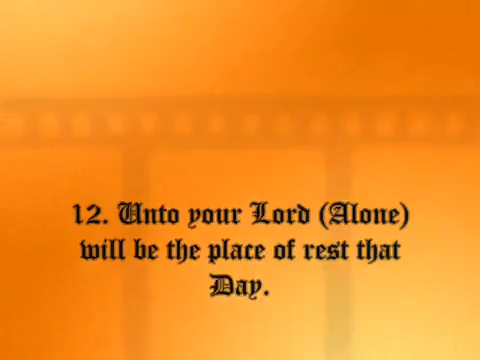 12. Unto your Lord (Alone)
will be the place of rest that
Day.